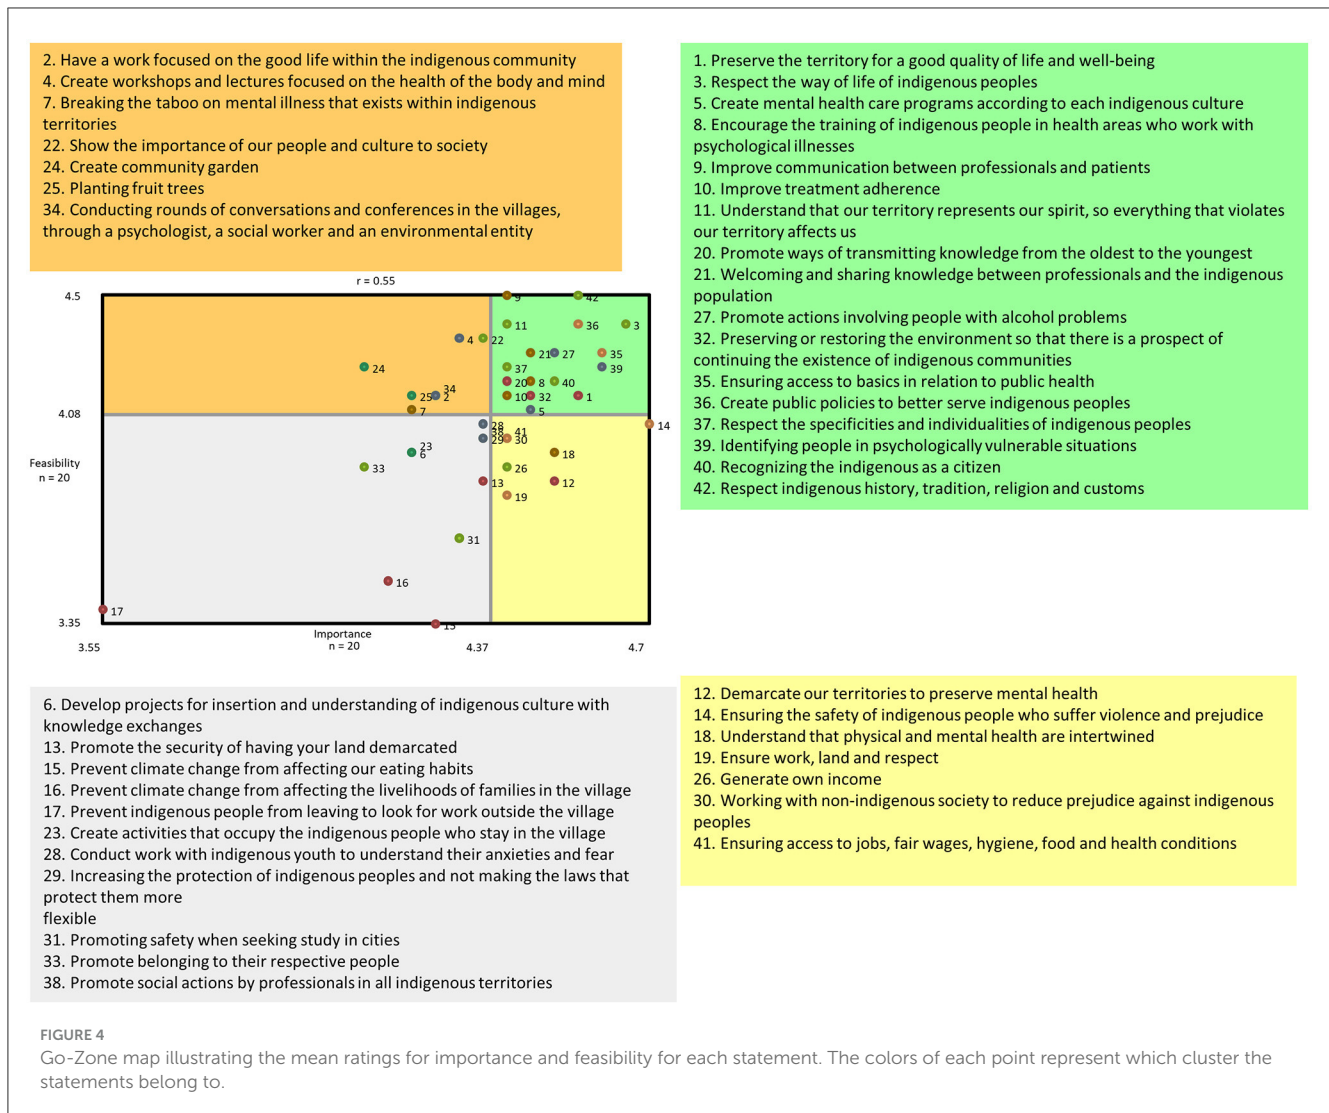 2. Have a work focused on the good life within the indigenous community
4. Create workshops and lectures focused on the health of the body and mind
7. Breaking the taboo on mental illness that exists within indigenous
territories
22. Show the importance of our people and culture to society
24. Create community garden
25. Planting fruit trees
34. Conducting rounds of conversations and conferences in the villages,
through a psychologist, a social worker and an environmental entity
1. Preserve the territory for a good quality of life and well-being
3. Respect the way of life of indigenous peoples
5. Create mental health care programs according to each indigenous culture
8. Encourage the training of indigenous people in health areas who work with
psychological illnesses
9. Improve communication between professionals and patients
10. Improve treatment adherence
11. Understand that our territory represents our spirit, so everything that violates
our territory affects us
20. Promote ways of transmitting knowledge from the oldest to the youngest
21. Welcoming and sharing knowledge between professionals and the indigenous
population
27. Promote actions involving people with alcohol problems
32. Preserving or restoring the environment so that there is a prospect of
continuing the existence of indigenous communities
35. Ensuring access to basics in relation to public health
36. Create public policies to better serve indigenous peoples
37. Respect the specificities and individualities of indigenous peoples
39. Identifying people in psychologically vulnerable situations
40. Recognizing the indigenous as a citizen
42. Respect indigenous history, tradition, religion and customs
r = 0.55
4.5
9
42
11
36
3
4
22
21
27
35
24
37
39
20
8
40
34
25
2
10
32
1
7
5
4.08
28
14
38
41
29
30
23
6
18
Feasibility
n = 20
33
26
13
12
19
31
16
17
15
3.35
Importance
n = 20
3.55
4.37
4.7
6. Develop projects for insertion and understanding of indigenous culture with
knowledge exchanges
13. Promote the security of having your land demarcated
15. Prevent climate change from affecting our eating habits
16. Prevent climate change from affecting the livelihoods of families in the village
17. Prevent indigenous people from leaving to look for work outside the village
23. Create activities that occupy the indigenous people who stay in the village
28. Conduct work with indigenous youth to understand their anxieties and fear
29. Increasing the protection of indigenous peoples and not making the laws that
protect them more
flexible
31. Promoting safety when seeking study in cities
33. Promote belonging to their respective people
38. Promote social actions by professionals in all indigenous territories
12. Demarcate our territories to preserve mental health
14. Ensuring the safety of indigenous people who suffer violence and prejudice
18. Understand that physical and mental health are intertwined
19. Ensure work, land and respect
26. Generate own income
30. Working with non-indigenous society to reduce prejudice against indigenous
peoples
41. Ensuring access to jobs, fair wages, hygiene, food and health conditions
FIGURE 4
Go-Zone map illustrating the mean ratings for importance and feasibility for each statement. The colors of each point represent which cluster the
statements belong to.